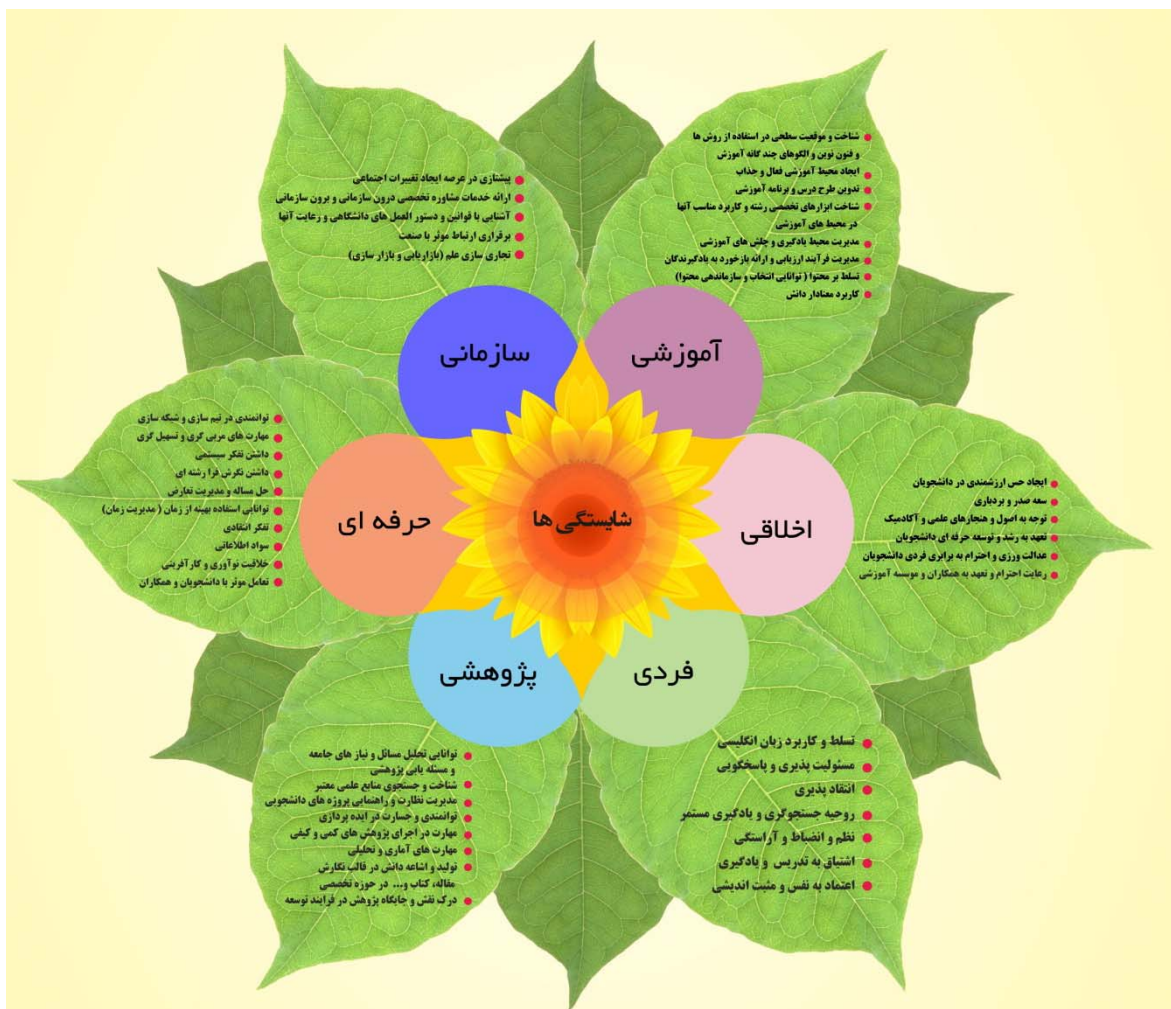 شناخت و موقعیت سطحی در استفاده از روش ها
و فنون نوین و الگوهای چند گانه آموزش
ایجاد محیط آموزشی فعال و جذاب
تدوین طرح درس و برنامه آموزشی
شناخت ابزارهای تخصصی رشته و کاربرد مناسب آنها
در محیط های آموزشی
مدیریت محیط یادگیری و چلش های آموزشی
مدیریت فرآیند ارزیابی و ارائه بازخورد به یادگیرندگان
تسلط بر محتوا ( توانایی انتخاب و سازماندهی محتوا)
کاربرد معنادار دانش
پیشتازی در عرصه ایجاد تغییرات اجتماعی
ارائه خدمات مشاوره تخصصی درون سازمانی و برون سازمانی
آشنایی با قوانین و دستور العمل های دانشگاهی و رعایت آنها
برقراری ارتباط موثر با صنعت
تجاری سازی علم (بازاریابی و بازار سازی)
آموزشی
سازمانی
ایجاد حس ارزشمندی در دانشجویان
سعه صدر و بردباری
توجه به اصول و هنجارهای علمی و آکادمیک
تعهد به رشد و توسعه حرفه ای دانشجویان
عدالت ورزی و احترام به برابری فردی دانشجویان
رعایت احترام و تعهد به همکاران و موسسه آموزشی
اخلاقی
شایستگی ها
حرفه ای
توانمندی در تیم سازی و شبکه سازی
مهارت های مربی گری و تسهیل گری
داشتن تفکر سیستمی
داشتن نگرش فرا رشته ای
حل مساله و مدیریت تعارض
توانایی استفاده بهینه از زمان ( مدیریت زمان)
تفکر انتقادی
سواد اطلاعاتی
خلاقیت نوآوری و کارآفرینی
تعامل موثر با دانشجویان و همکاران
فردی
پژوهشی
تسلط و کاربرد زبان انگلیسی
مسئولیت پذیری و پاسخگویی
انتقاد پذیری
روحیه جستجوگری و یادگیری مستمر
نظم و انضباط و آراستگی
اشتیاق به تدریس و یادگیری
اعتماد به نفس و مثبت اندیشی
توانایی تحلیل مسائل و نیاز های جامعه
و مسئله یابی پژوهشی
شناخت و جستجوی منابع علمی معتبر
مدیریت نظارت و راهنمایی پروژه های دانشجویی
توانمندی و جسارت در ایده پردازی
مهارت در اجرای پژوهش های کمی و کیفی
مهارت های آماری و تحلیلی
تولید و اشاعه دانش در قالب نگارش
مقاله، کتاب و... در حوزه تخصصی
درک نقش و جایگاه پژوهش در فرایند توسعه